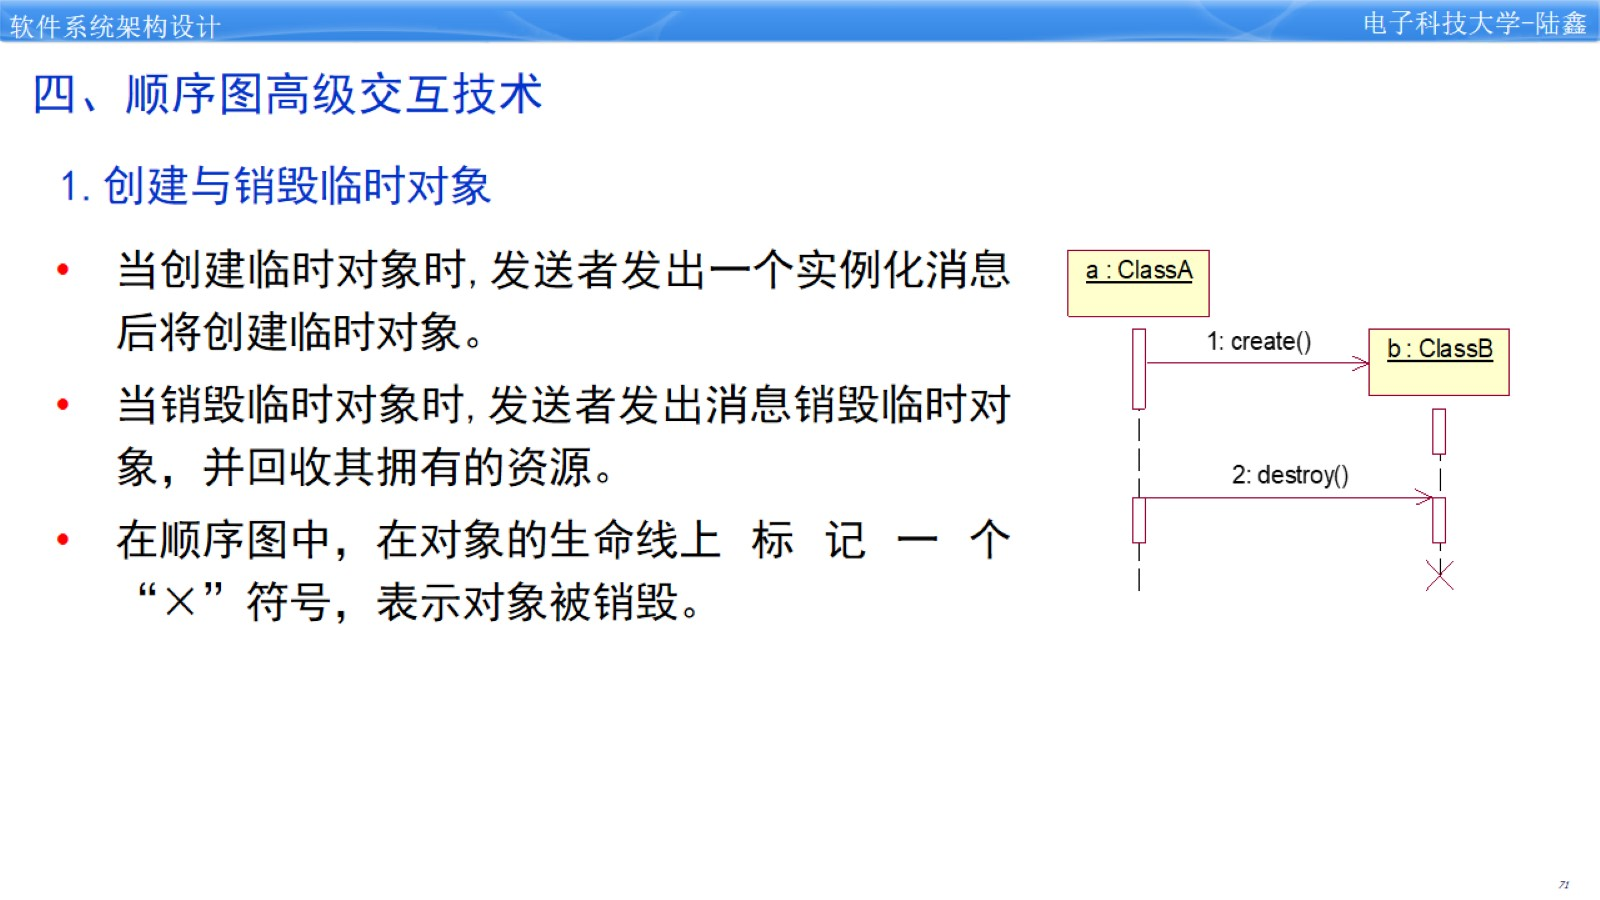 软件系统架构设计
电子科技大学-陆鑫
四、顺序图高级交互技术
1.创建与销毁临时对象
• 当创建临时对象时,发送者发出一个实例化消息
后将创建临时对象。
• 当销毁临时对象时,发送者发出消息销毁临时对
象，并回收其拥有的资源。
• 在顺序图中，在对象的生命线上 标 记 一 个
“×”符号，表示对象被销毁。
a : ClassA
1: create()
b : ClassB
2: destroy()
71